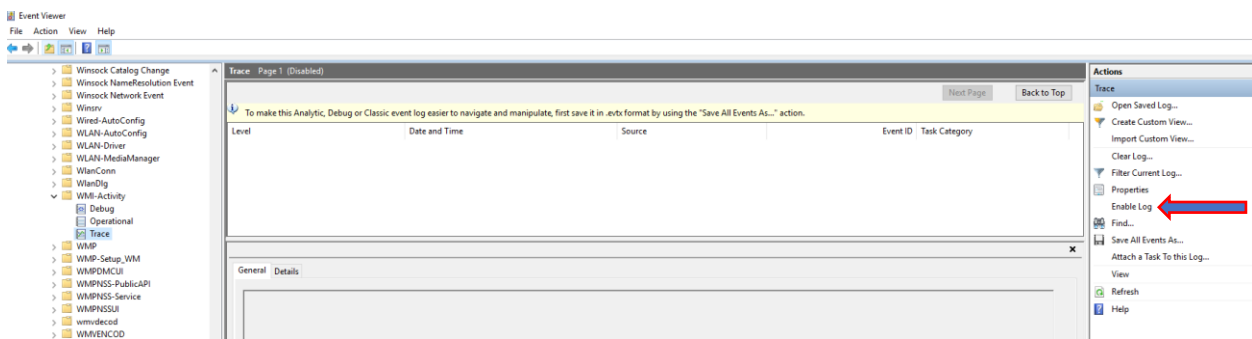 Event Viewer
File Action View Help
Winsock Catalog Change
Winsock NameResolution Event
Winsock Network Event
Winsrv
Wired-AutoConfig
WLAN-AutoConfig
WLAN-Driver
WLAN-MediaManager
WlanConn
WlanDlg
WMI-Activity
Debug
Operational
Trace
WMP
WMP-Setup_WM
WMPDMCUI
WMPNSS-PublicAPI
WMPNSS-Service
WMPNSSUI
wmvdecod
WMVENCOD
Trace Page 1 (Disabled)
Next Page Back to Top
To make this Analytic, Debug or Classic event log easier to navigate and manipulate, first save it in .evtx format by using the "Save All Events As..." action.
Level Date and Time Source Event ID Task Category
General Details
Actions
Trace
Open Saved Log...
Create Custom View...
Import Custom View...
Clear Log...
Filter Current Log...
Properties
Enable Log
Find...
Save All Events As...
Attach a Task To this Log...
View
Refresh
Help